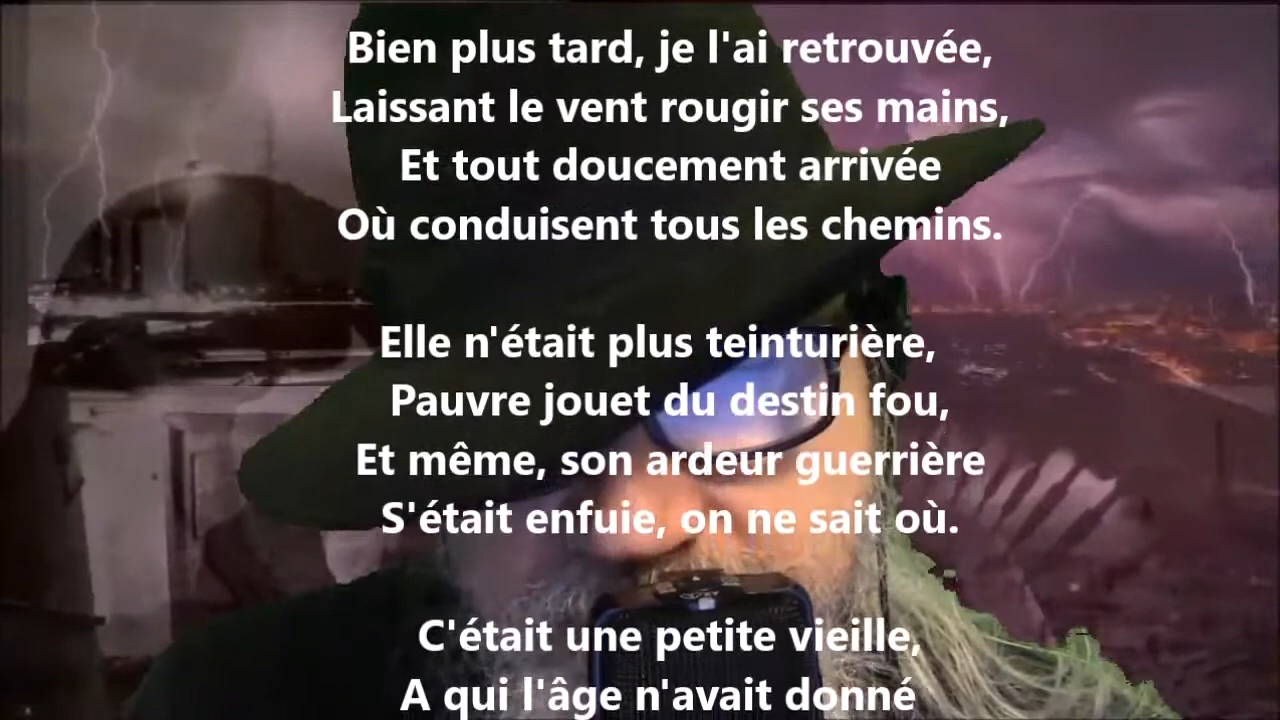 Bien plus tard, je l'ai retrouvée,
Laissant le vent rougir ses mains,
Et tout doucement arrivée
Où conduisent tous les chemins.
Elle n'était plus teinturière,
Pauvre jouet du destin fou,
Et même, son ardeur guerrière
S'était enfuie, on ne sait où.
C'était une petite vieille,
A qui l'âge n'avait donné